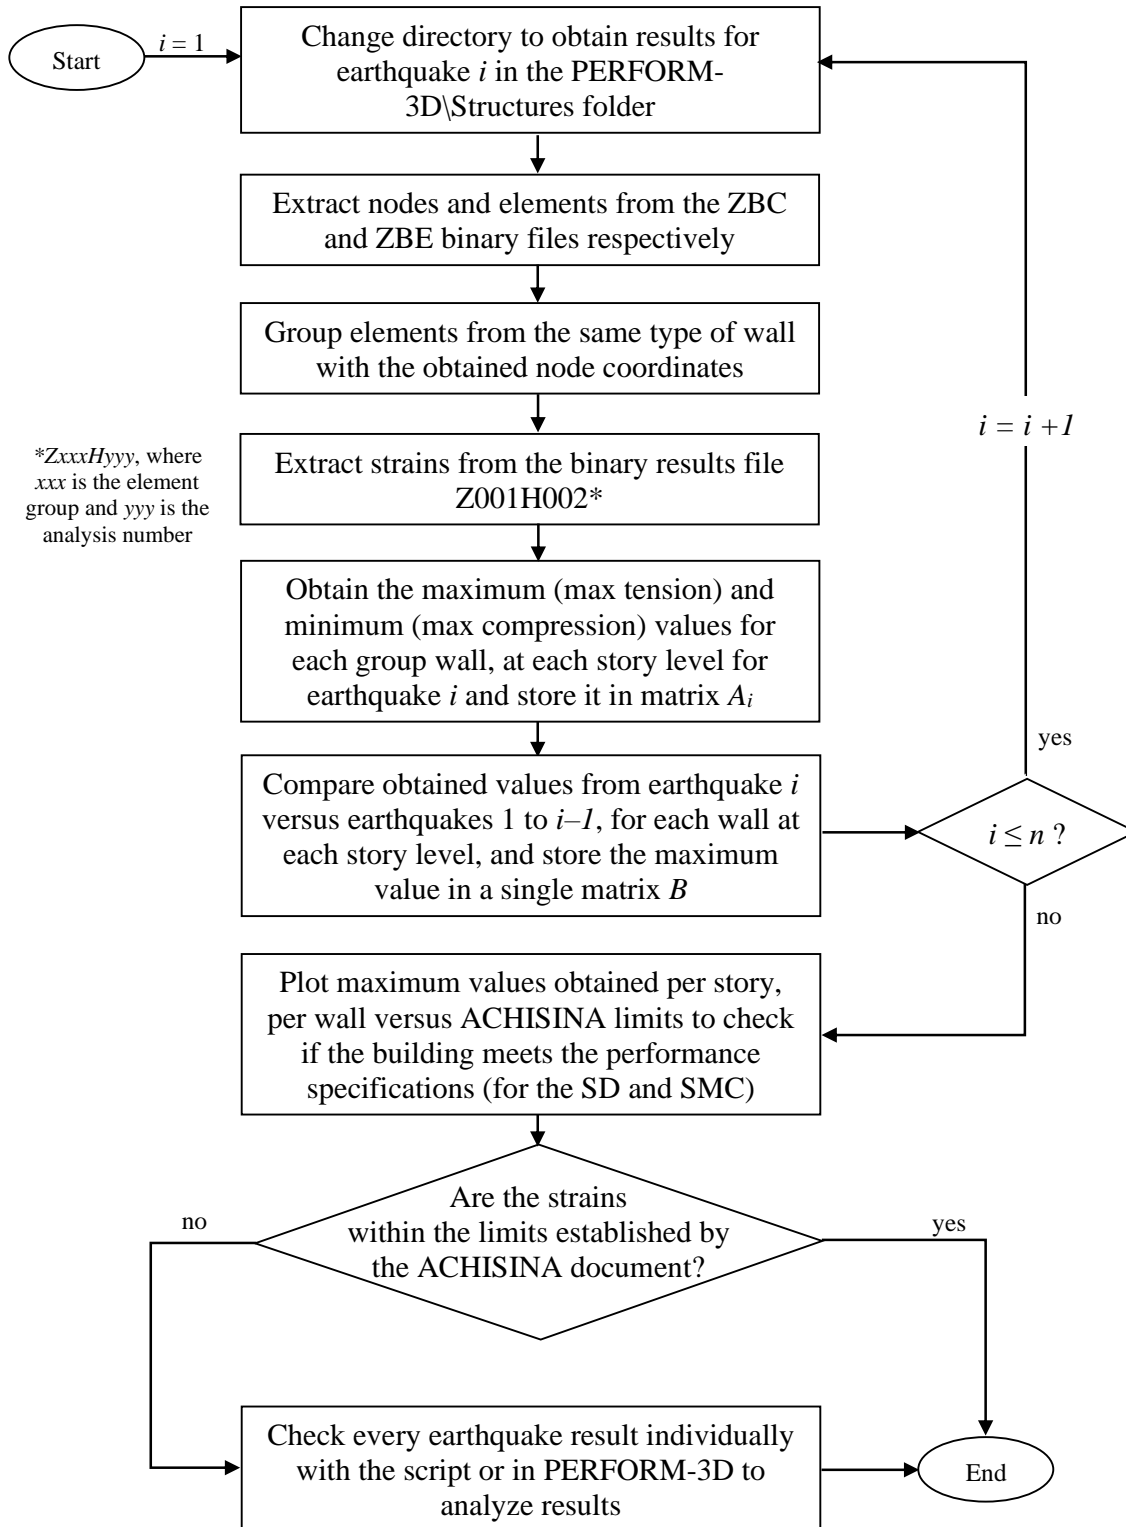 Start
i = 1
Change directory to obtain results for
earthquake i in the PERFORM-
3D\Structures folder
Extract nodes and elements from the ZBC
and ZBE binary files respectively
Group elements from the same type of wall
with the obtained node coordinates
i = i +1
*ZxxxHyyy, where
xxx is the element
group and yyy is the
analysis number
Extract strains from the binary results file
Z001H002*
Obtain the maximum (max tension) and
minimum (max compression) values for
each group wall, at each story level for
earthquake i and store it in matrix Ai
yes
Compare obtained values from earthquake i
versus earthquakes 1 to i–1, for each wall at
each story level, and store the maximum
value in a single matrix B
i ≤ n ?
no
Plot maximum values obtained per story,
per wall versus ACHISINA limits to check
if the building meets the performance
specifications (for the SD and SMC)
Are the strains
within the limits established by
the ACHISINA document?
no
yes
Check every earthquake result individually
with the script or in PERFORM-3D to
analyze results
End